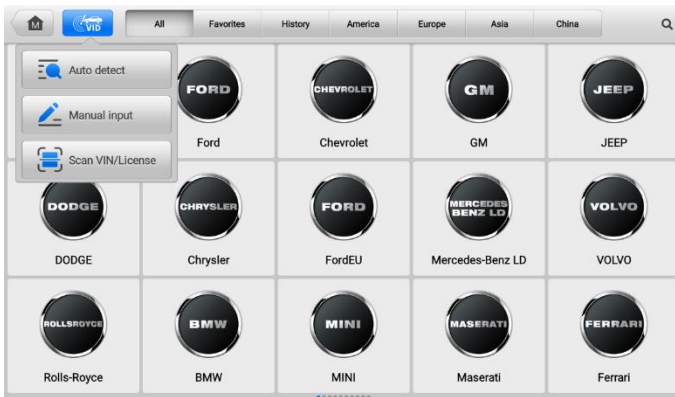 M
VID
All
Favorites
History
America
Europe
Asia
China
Auto detect
Manual input
Scan VIN/License
FORD
CHEVROLET
GM
JEEP
Ford
Chevrolet
GM
JEEP
DODGE
CHRYSLER
FORD
MERCEDES
BENZ LD
VOLVO
DODGE
Chrysler
FordEU
Mercedes-Benz LD
VOLVO
ROLLSROYCE
BMW
MINI
MASERATI
FERRARI
Rolls-Royce
BMW
MINI
Maserati
Ferrari